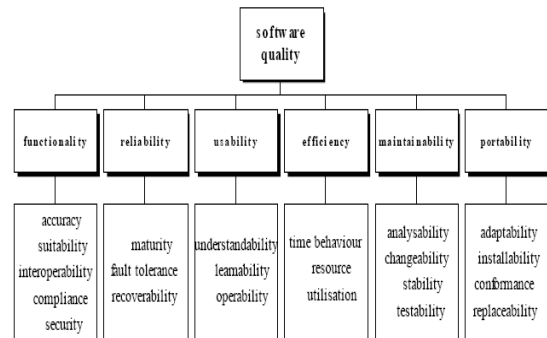 software
quality
functionality
reliability
usability
efficiency
maintainability
portability
accuracy
suitability
interoperability
compliance
security
maturity
fault tolerance
recoverability
understandability
learnability
operability
time behaviour
resource
utilisation
analysability
changeability
stability
testability
adaptability
installability
conformance
replaceability